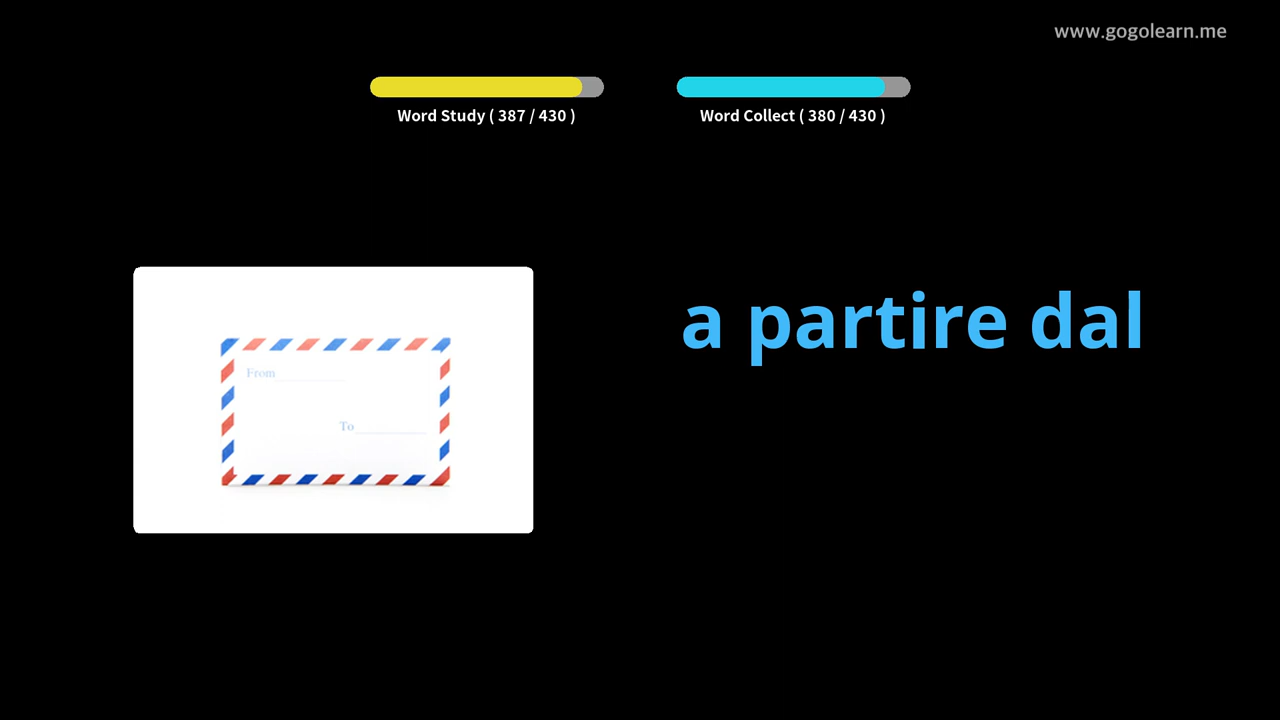 www.gogolearn.me
Word Study ( 387 / 430 )
Word Collect ( 380 / 430 )
a partire dal
From
To